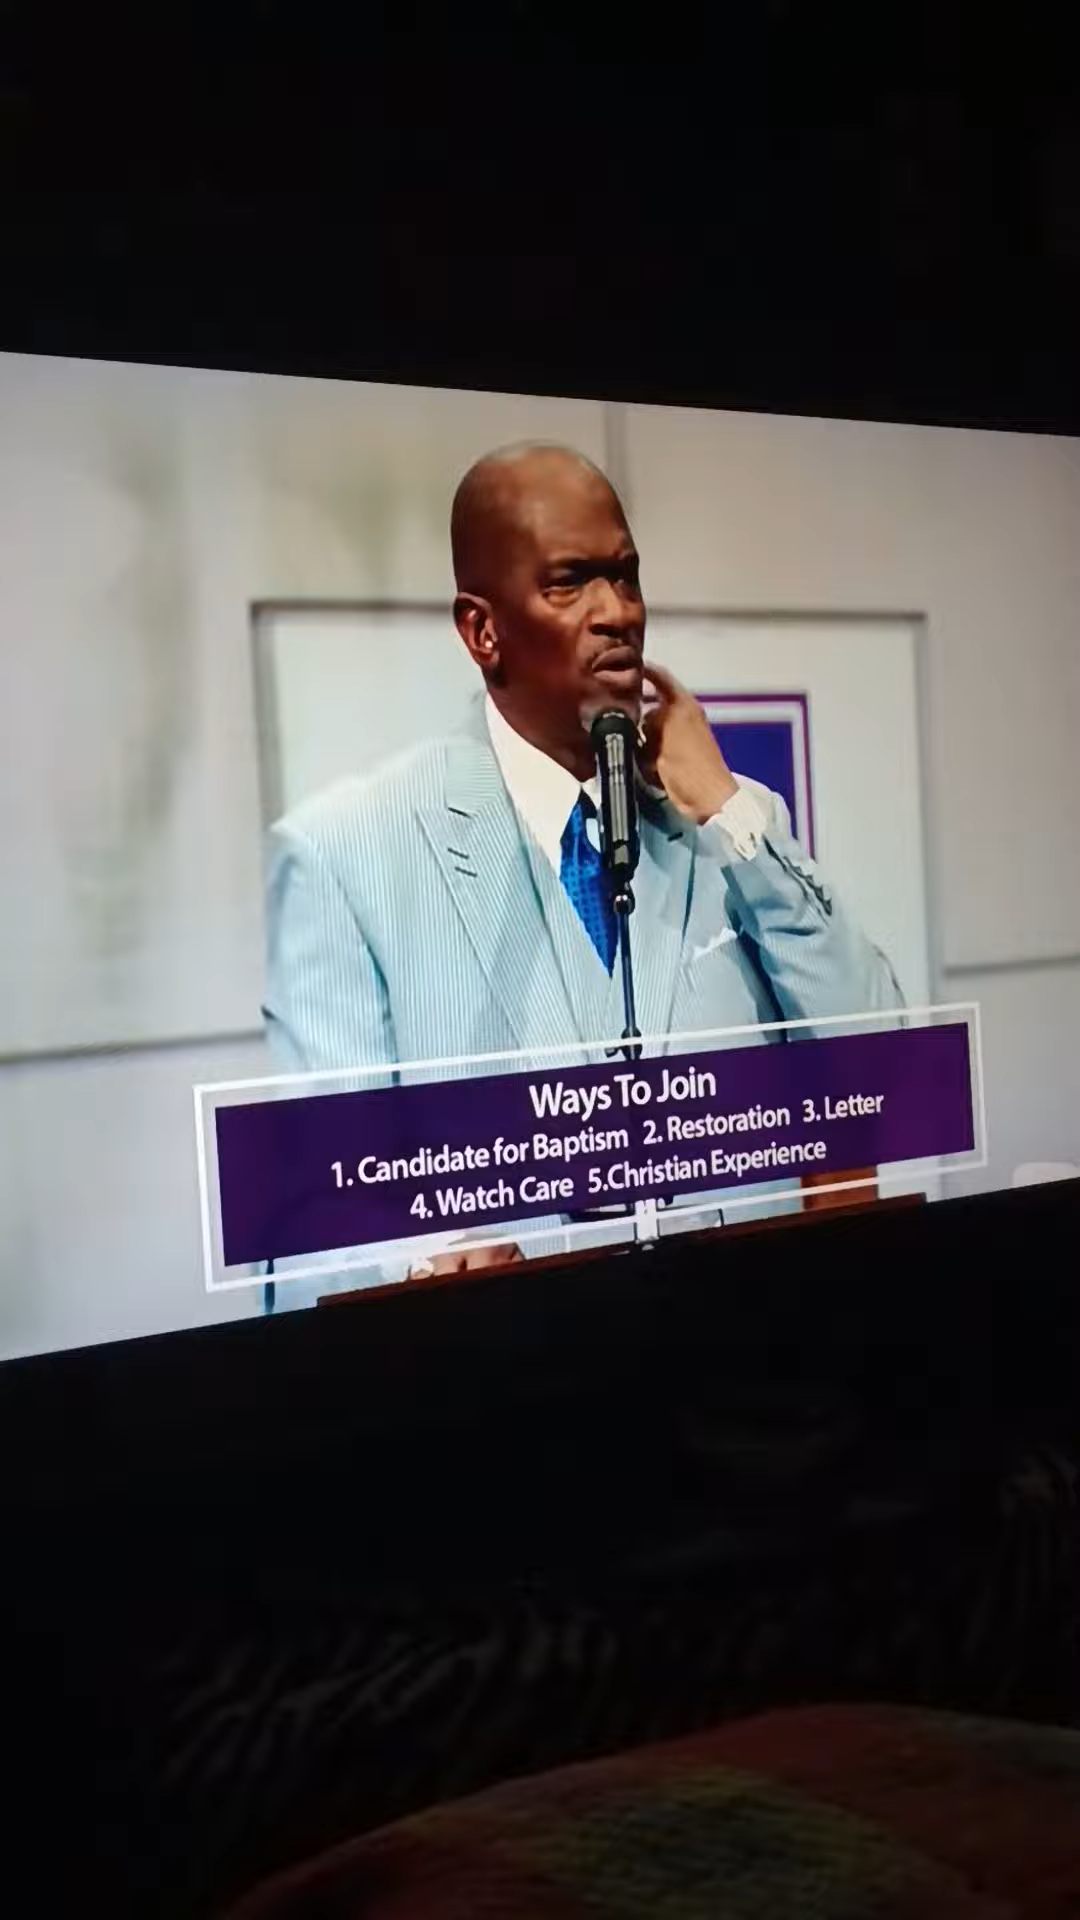 Ways To Join
1. Candidate for Baptism 2. Restoration 3. Letter
4. Watch Care 5.Christian Experience